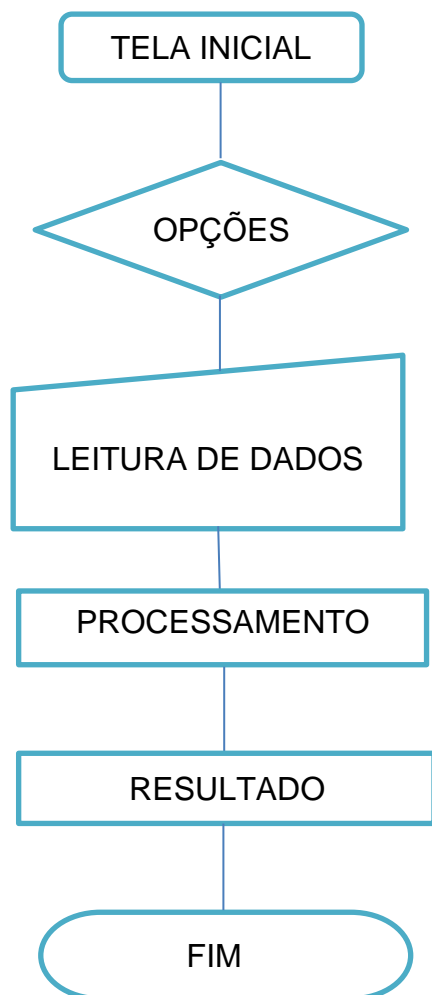 TELA INICIAL
OPÇÕES
LEITURA DE DADOS
PROCESSAMENTO
RESULTADO
FIM